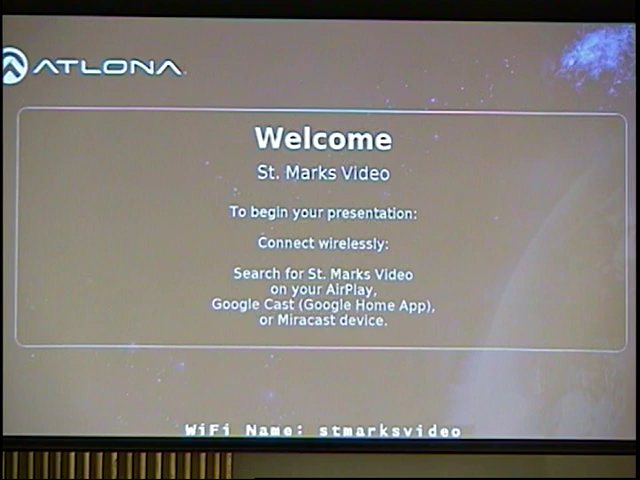 ATLONA
Welcome
St. Marks Video
To begin your presentation:
Connect wirelessly:
Search for St. Marks Video
on your AirPlay,
Google Cast (Google Home App),
or Miracast device.
WiFi Name: stmarksvideo